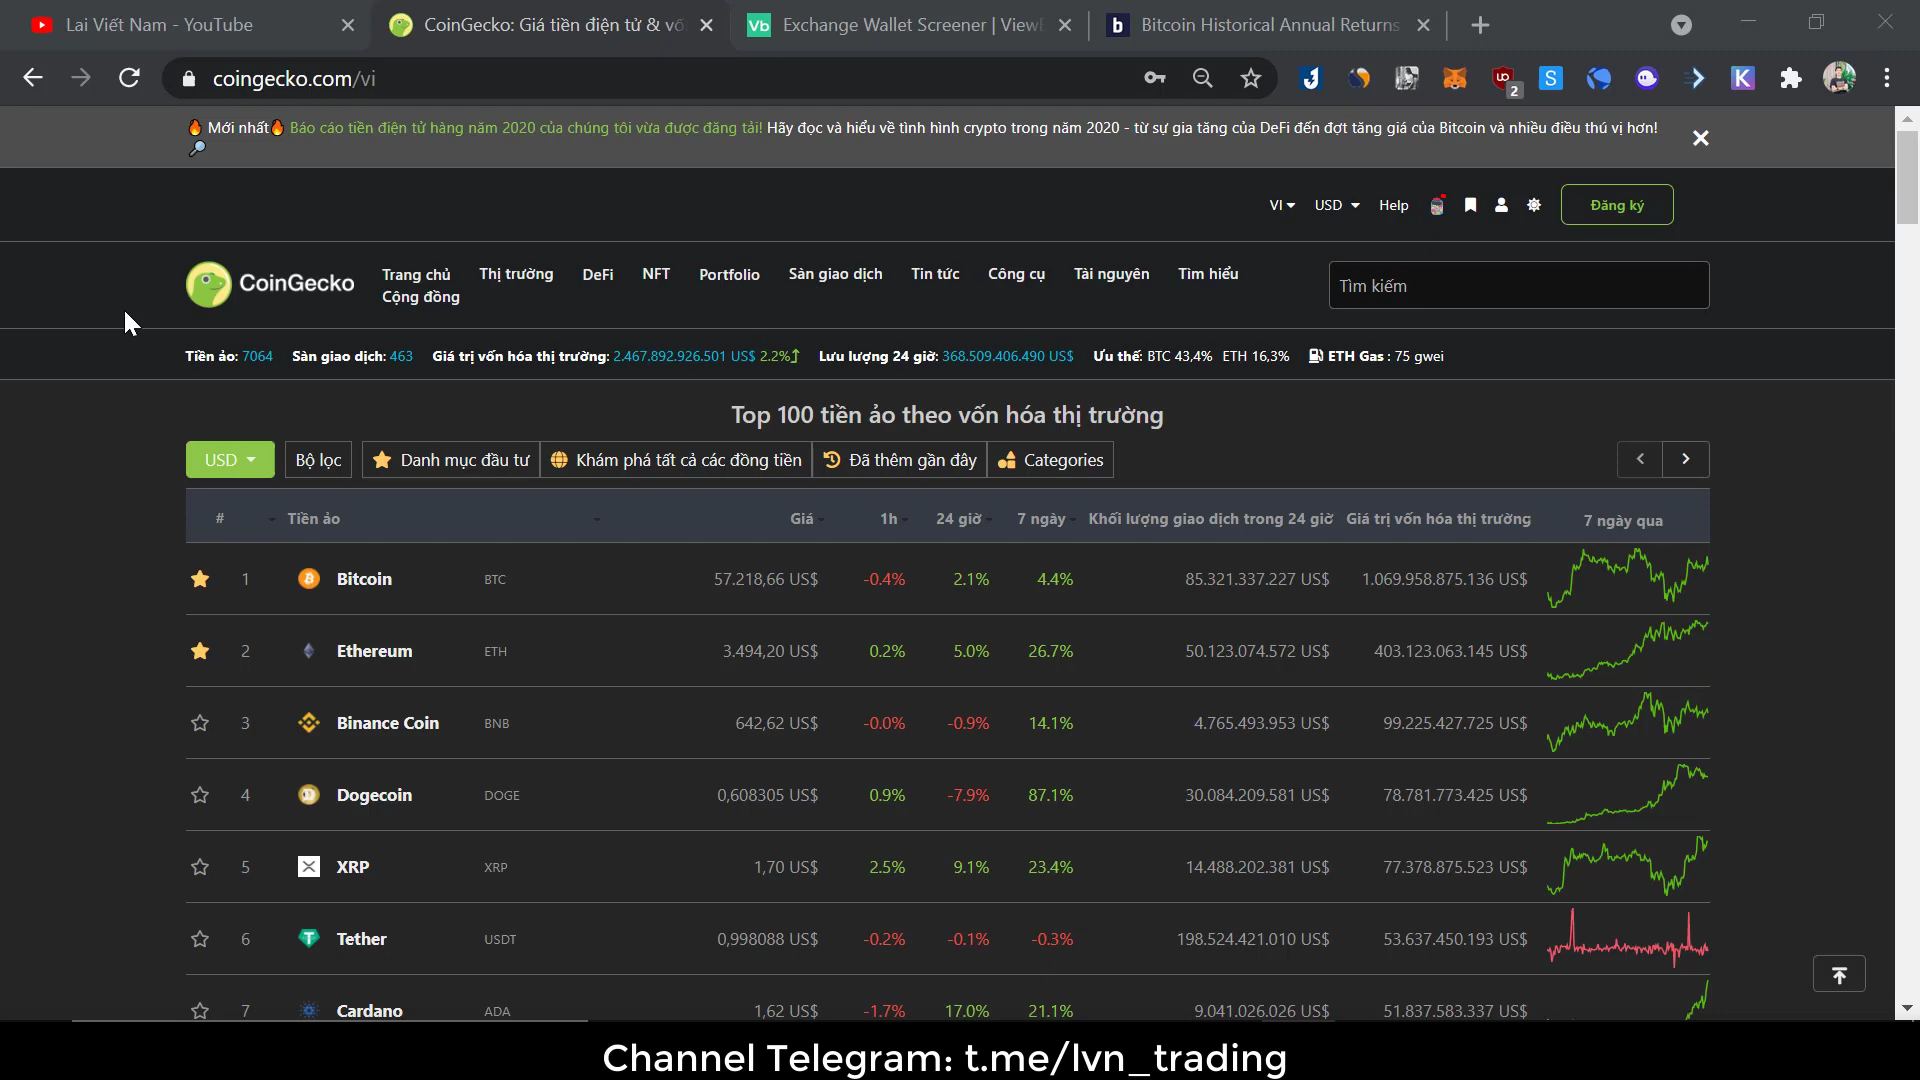 Lai Viết Nam - YouTube
CoinGecko: Giá tiền điện tử & vố
Vb Exchange Wallet Screener | View
b Bitcoin Historical Annual Returns
coingecko.com/vi
2
S
K
Mới nhất Báo cáo tiền điện tử hàng năm 2020 của chúng tôi vừa được đăng tải! Hãy đọc và hiểu về tình hình crypto trong năm 2020 - từ sự gia tăng của DeFi đến đợt tăng giá của Bitcoin và nhiều điều thú vị hơn!
VI USD Help Đăng ký
CoinGecko
Trang chủ Thị trường DeFi NFT Portfolio Sàn giao dịch Tin tức Công cụ Tài nguyên Tìm hiểu
Cộng đồng
Tìm kiếm
Tiền ảo: 7064 Sàn giao dịch: 463 Giá trị vốn hóa thị trường: 2.467.892.926.501 US$ 2.2% Lưu lượng 24 giờ: 368.509.406.490 US$ Ưu thế: BTC 43,4% ETH 16,3% ETH Gas : 75 gwei
Top 100 tiền ảo theo vốn hóa thị trường
USD Bộ lọc Danh mục đầu tư Khám phá tất cả các đồng tiền Đã thêm gần đây Categories
# Tiền ảo Giá 1h 24 giờ 7 ngày Khối lượng giao dịch trong 24 giờ Giá trị vốn hóa thị trường 7 ngày qua
1 Bitcoin BTC 57.218,66 US$ -0.4% 2.1% 4.4% 85.321.337.227 US$ 1.069.958.875.136 US$
2 Ethereum ETH 3.494,20 US$ 0.2% 5.0% 26.7% 50.123.074.572 US$ 403.123.063.145 US$
3 Binance Coin BNB 642,62 US$ -0.0% -0.9% 14.1% 4.765.493.953 US$ 99.225.427.725 US$
4 Dogecoin DOGE 0,608305 US$ 0.9% -7.9% 87.1% 30.084.209.581 US$ 78.781.773.425 US$
5 XRP XRP 1,70 US$ 2.5% 9.1% 23.4% 14.488.202.381 US$ 77.378.875.523 US$
6 Tether USDT 0,998088 US$ -0.2% -0.1% -0.3% 198.524.421.010 US$ 53.637.450.193 US$
7 Cardano ADA 1,62 US$ -1.7% 17.0% 21.1% 9.041.026.026 US$ 51.837.583.337 US$
Channel Telegram: t.me/lvn_trading